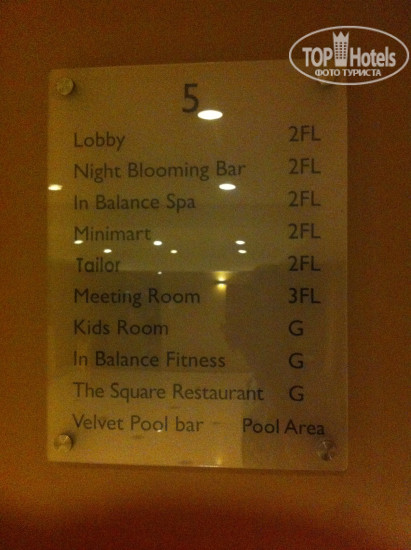 TOP Hotels
ФОТО ТУРИСТА
5
Lobby 2FL
Night Blooming Bar 2FL
In Balance Spa 2FL
Minimart 2FL
Tailor 2FL
Meeting Room 3FL
Kids Room G
In Balance Fitness G
The Square Restaurant G
Velvet Pool bar Pool Area